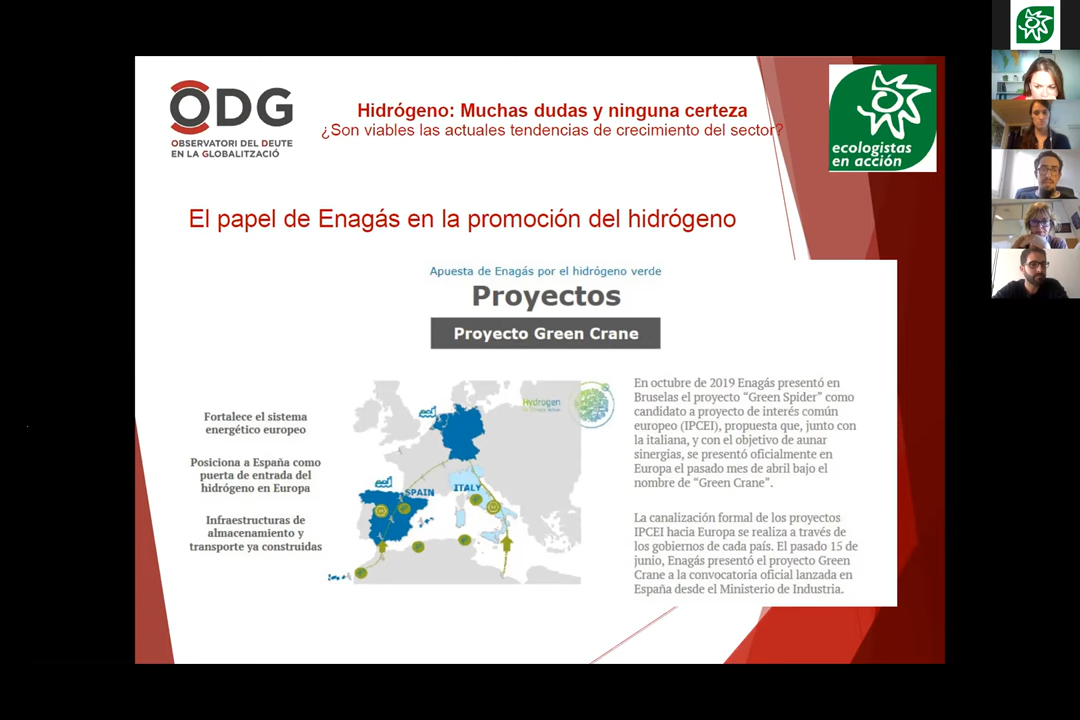 ODG
OBSERVATORI DEL DEUTE
EN LA GLOBALITZACIÓ
Hidrógeno: Muchas dudas y ninguna certeza
¿Son viables las actuales tendencias de crecimiento del sector?
ecologistas
en acción
El papel de Enagás en la promoción del hidrógeno
Apuesta de Enagás por el hidrógeno verde
Proyectos
Proyecto Green Crane
Fortalece el sistema
energético europeo
Posiciona a España como
puerta de entrada del
hidrógeno en Europa
Infraestructuras de
almacenamiento y
transporte ya construidas
Hydrogen
SPAIN
ITALY
En octubre de 2019 Enagás presentó en
Bruselas el proyecto “Green Spider” como
candidato a proyecto de interés común
europeo (IPCEI), propuesta que, junto con
la italiana, y con el objetivo de aunar
sinergias, se presentó oficialmente en
Europa el pasado mes de abril bajo el
nombre de “Green Crane”.
La canalización formal de los proyectos
IPCEI hacia Europa se realiza a través de
los gobiernos de cada país. El pasado 15 de
junio, Enagás presentó el proyecto Green
Crane a la convocatoria oficial lanzada en
España desde el Ministerio de Industria.